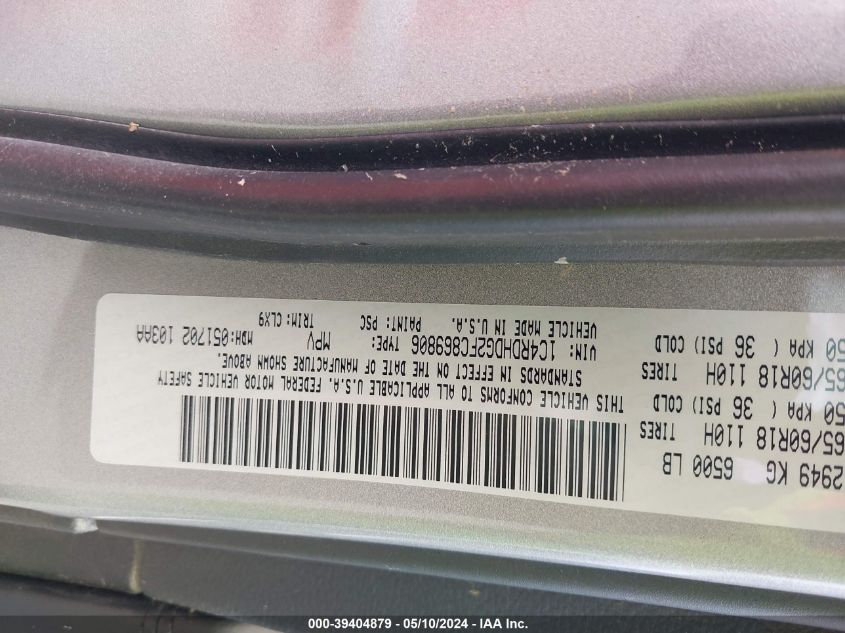 2949 KG 6500 LB
65/60R18 110H TIRES
50 KPA ( 36 PSI) COLD
65/60R18 110H TIRES
50 KPA ( 36 PSI) COLD
THIS VEHICLE CONFORMS TO ALL APPLICABLE U.S.A. FEDERAL MOTOR VEHICLE SAFETY
STANDARDS IN EFFECT ON THE DATE OF MANUFACTURE SHOWN ABOVE.
VIN: 1C4RDHDG2FC869806 TYPE: MPV MDH:051702 103AA
VEHICLE MADE IN U.S.A. PAINT: PSC TRIM: CLX9
000-39404879 - 05/10/2024 - IAA Inc.